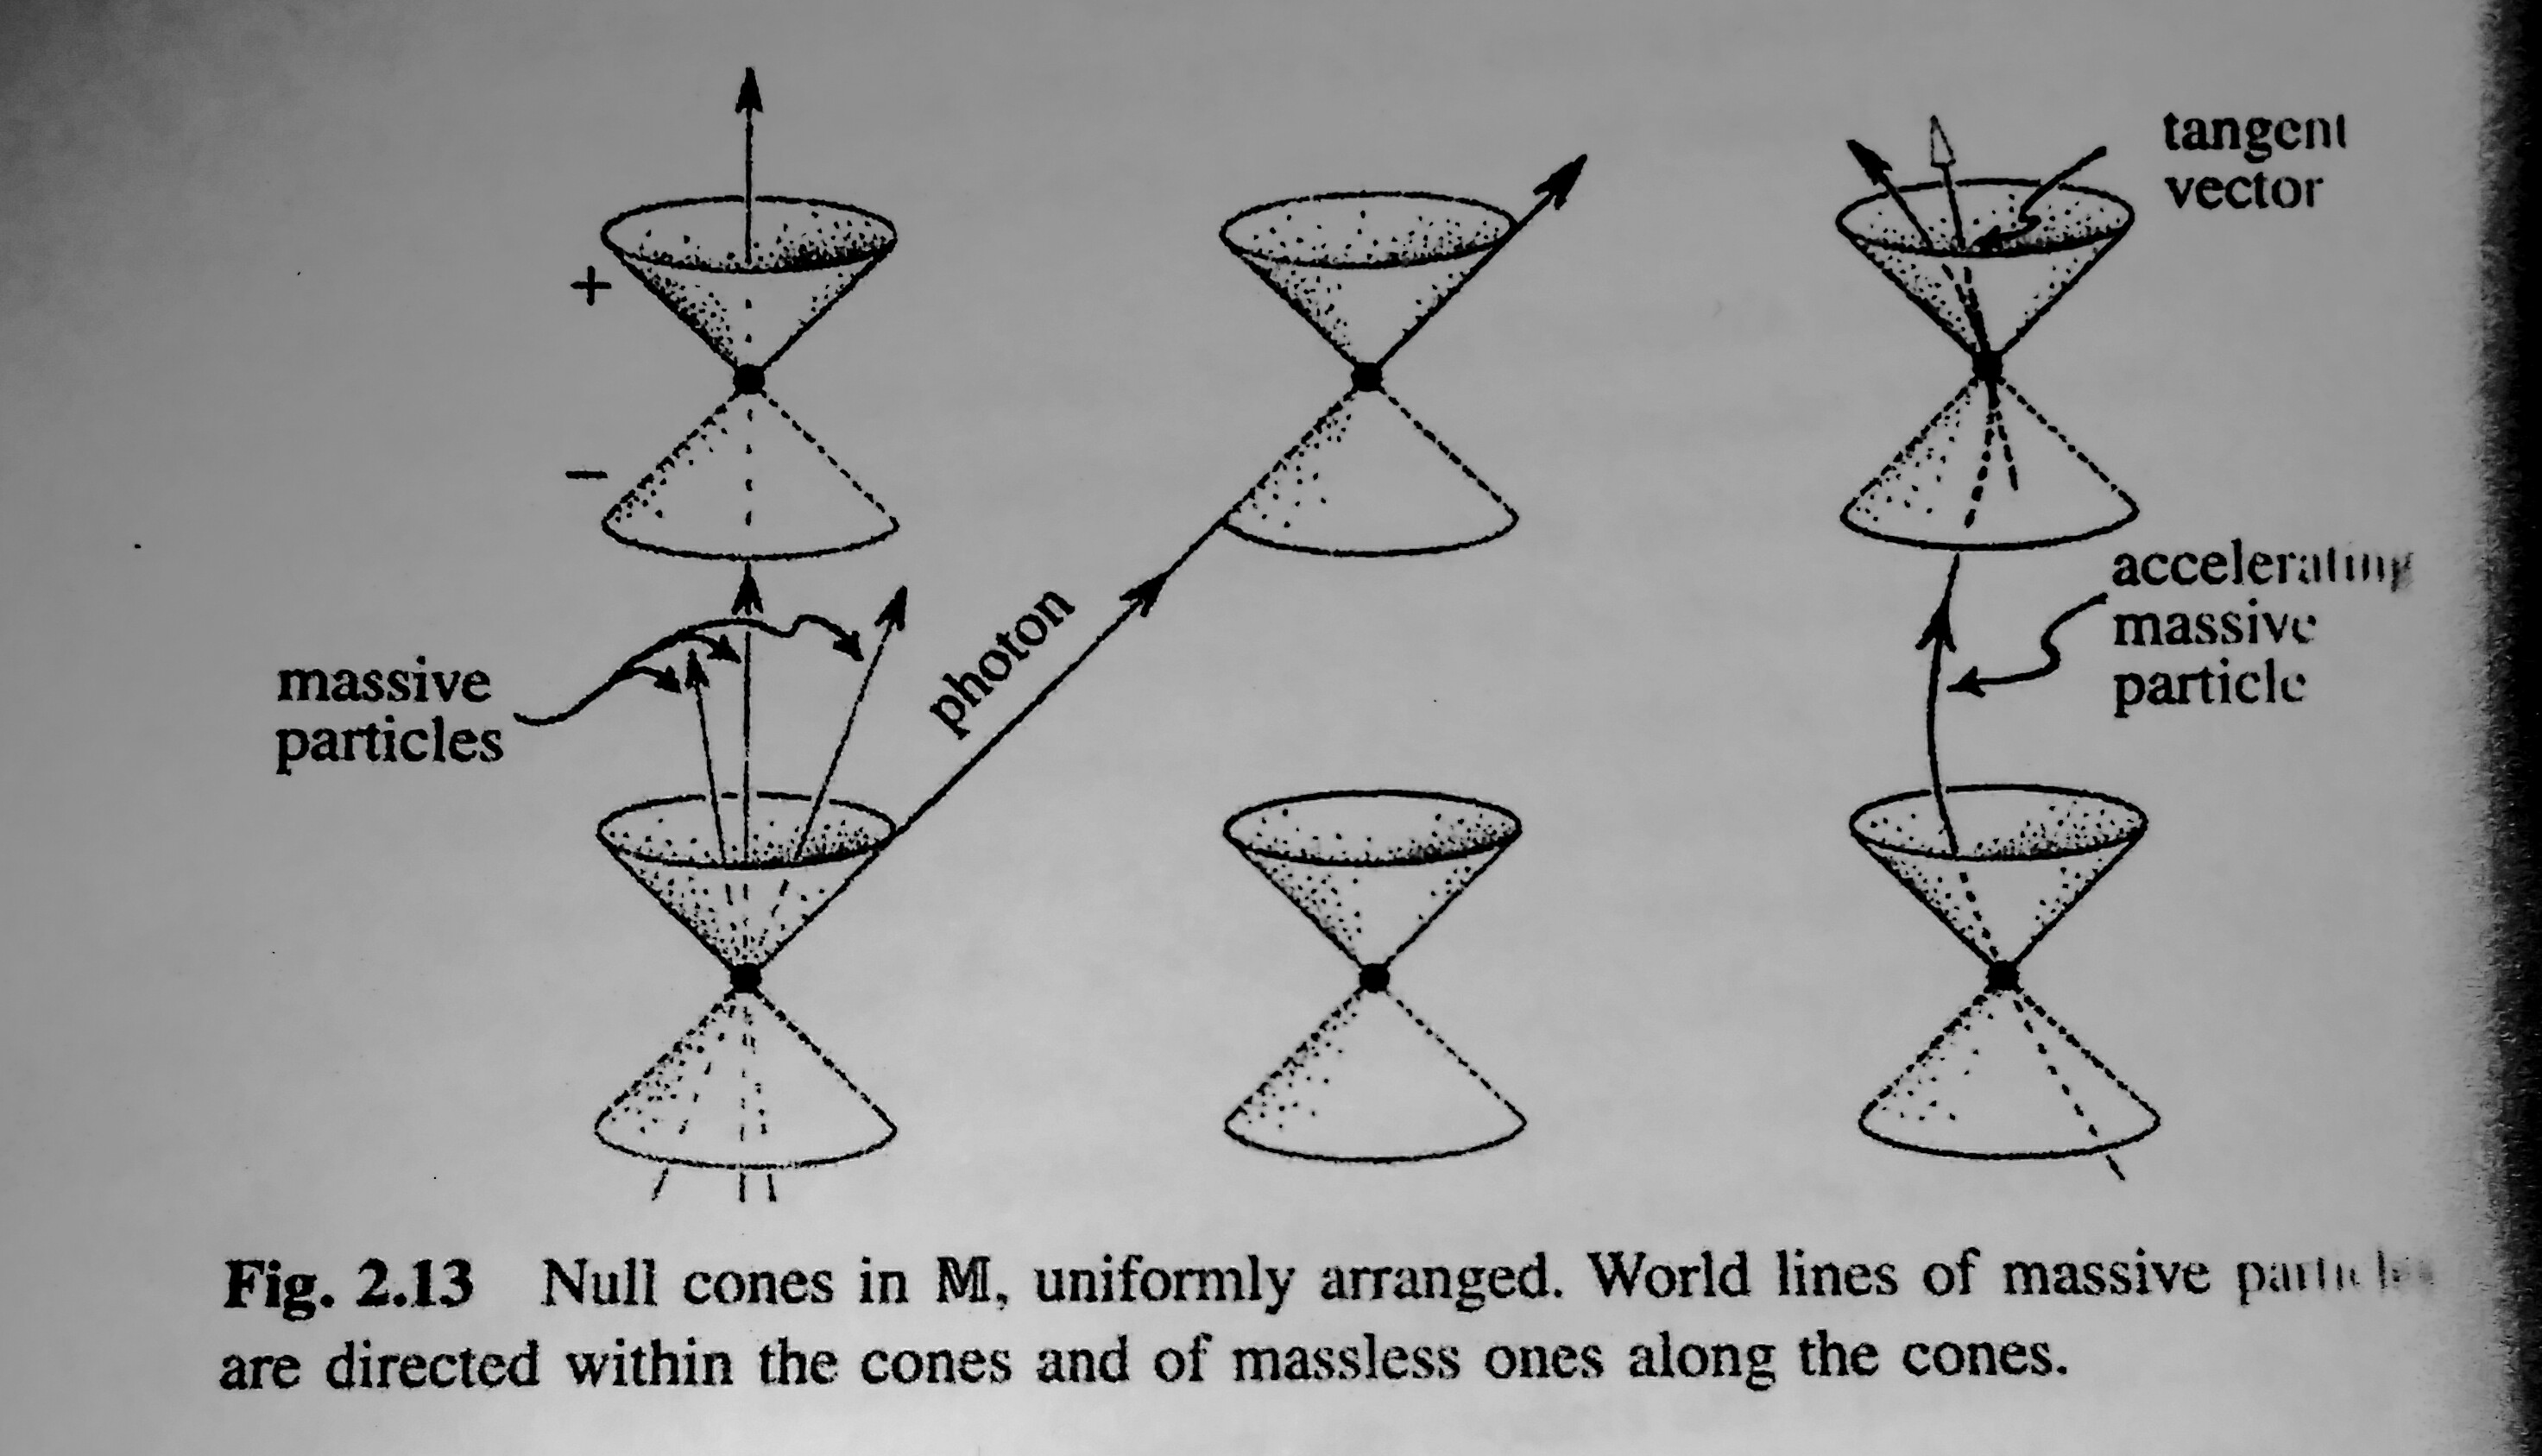 tangent
vector
+
−
massive
particles
photon
accelerating
massive
particle
Fig. 2.13 Null cones in 𝕄, uniformly arranged. World lines of massive particles
are directed within the cones and of massless ones along the cones.